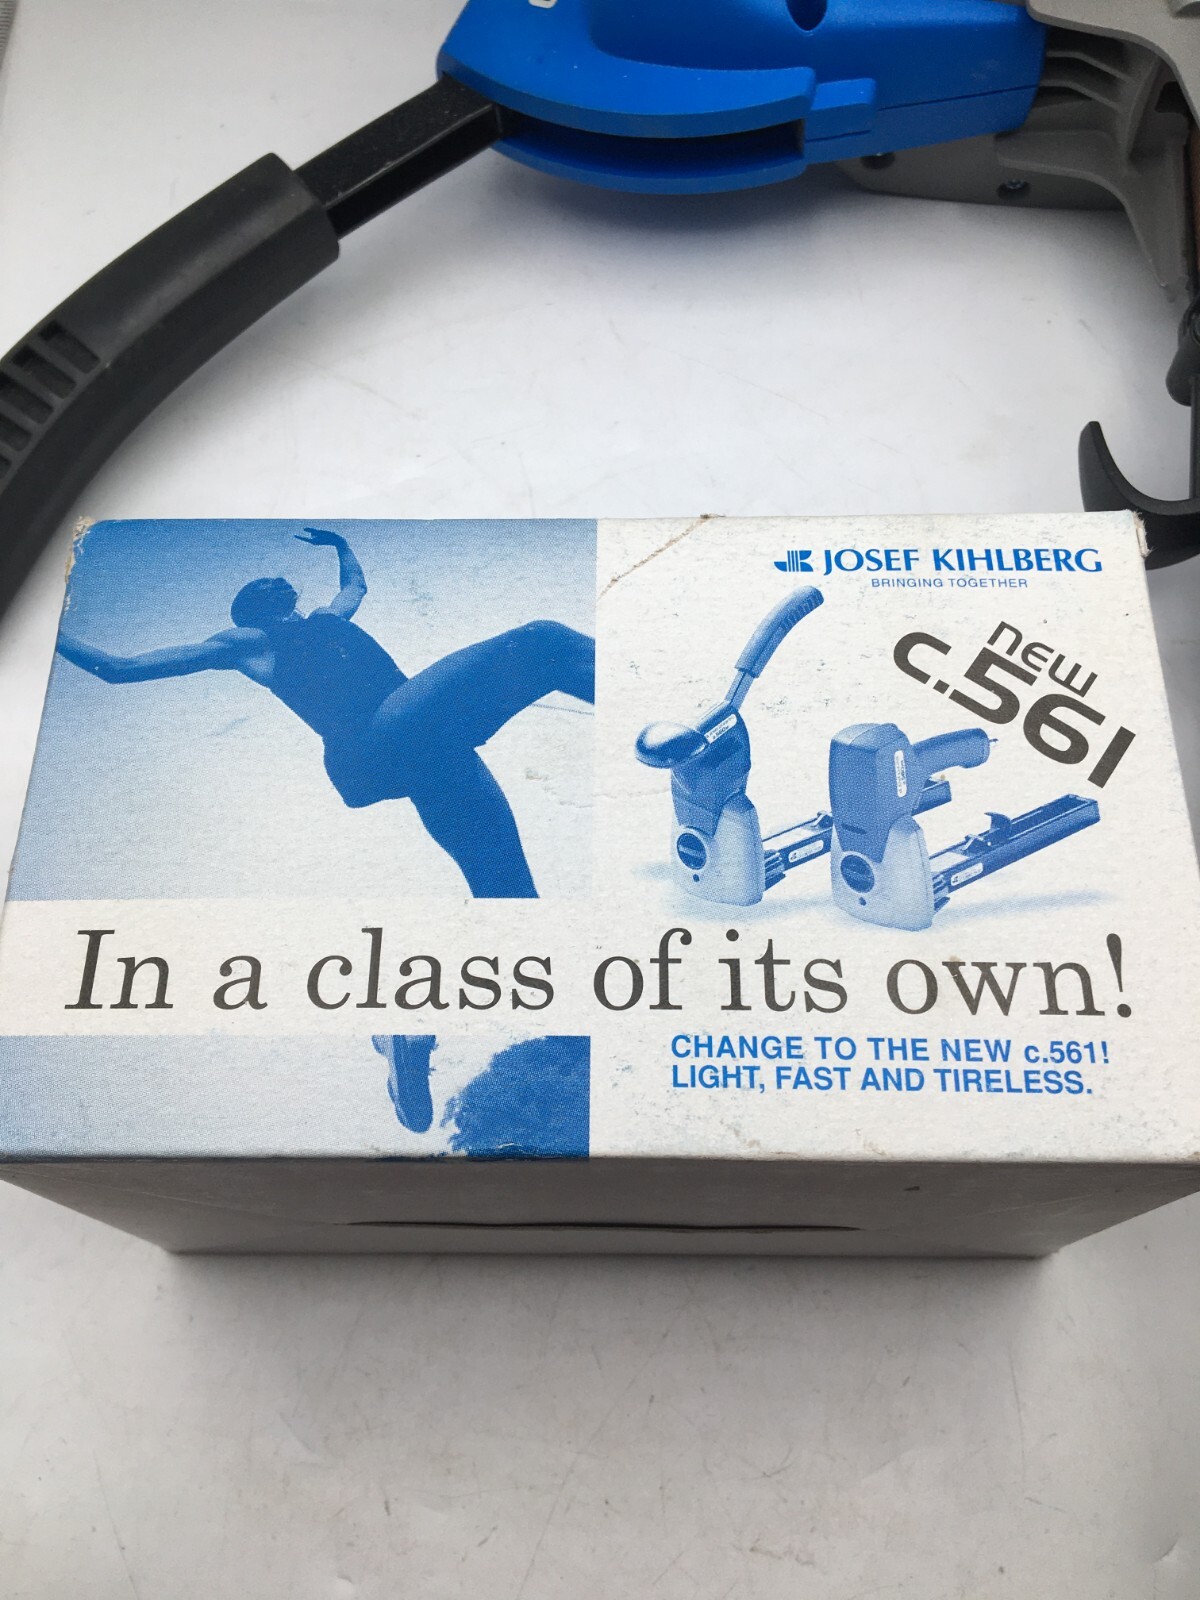 JOSEF KIHLBERG
BRINGING TOGETHER
new
c.561
In a class of its own!
CHANGE TO THE NEW c.561!
LIGHT, FAST AND TIRELESS.